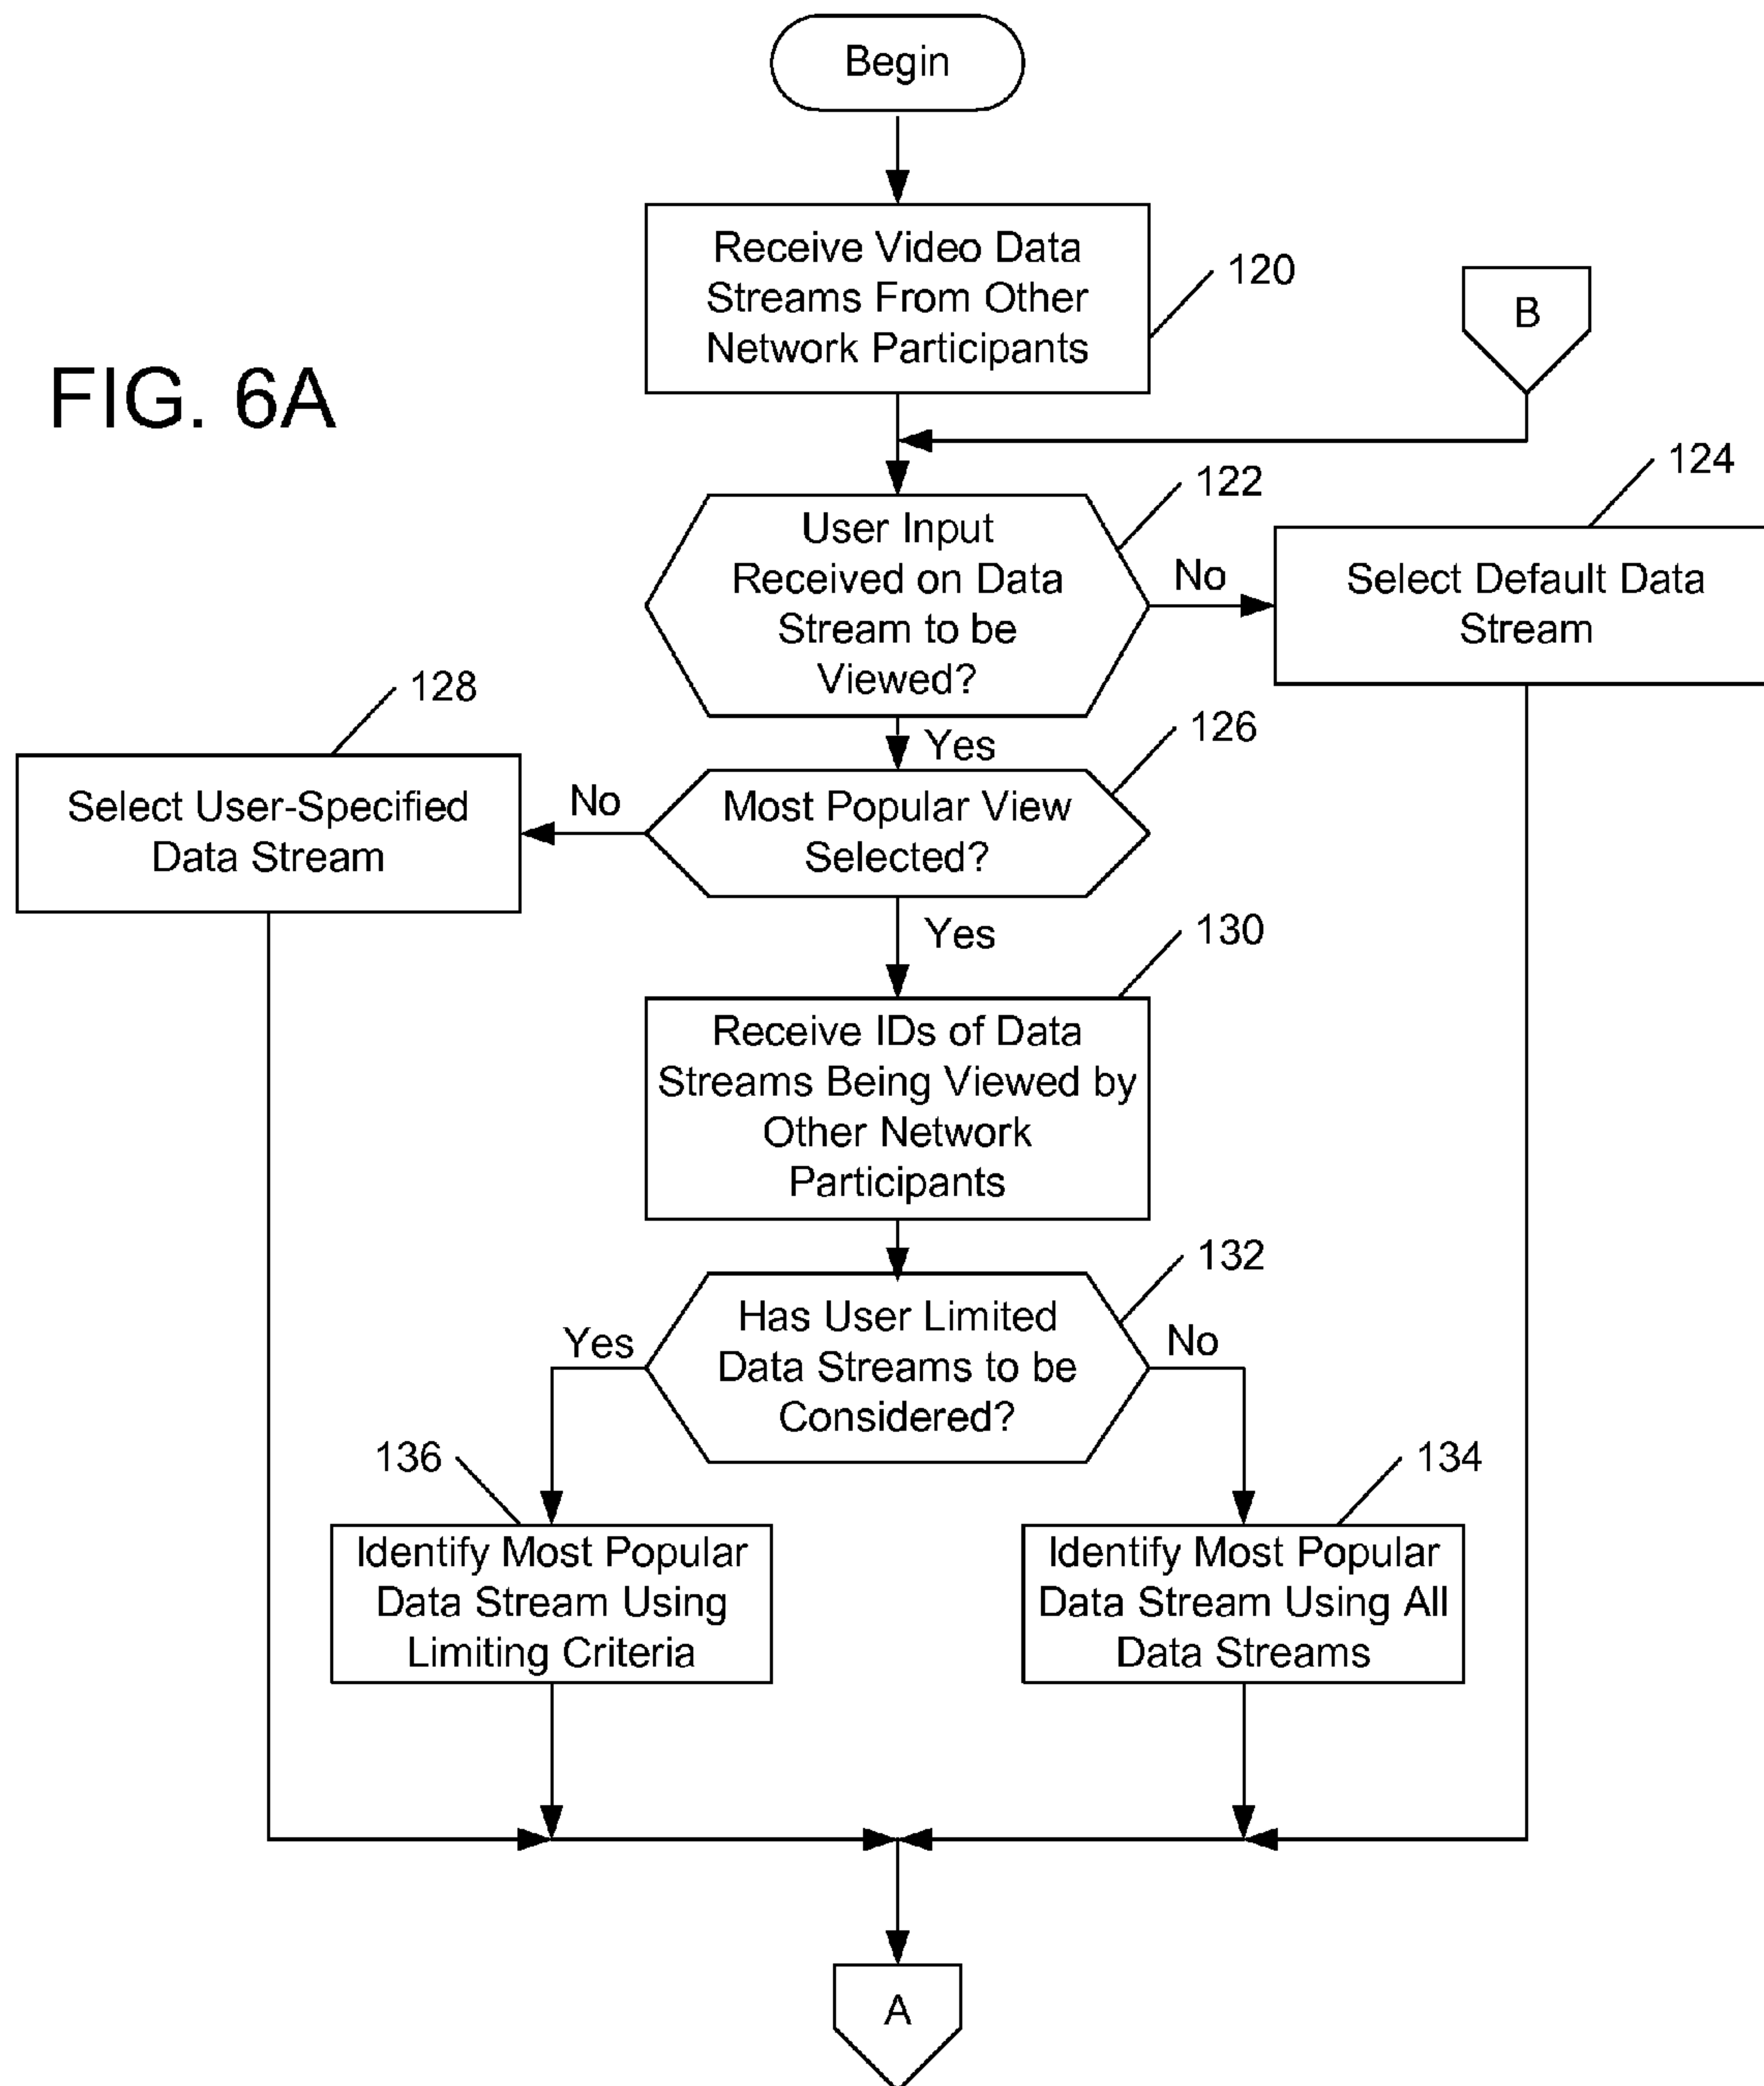 Begin
Receive Video Data
Streams From Other
Network Participants
120
B
FIG. 6A
122
124
User Input
Received on Data
Stream to be
Viewed?
No
Select Default Data
Stream
128
Yes
126
Select User-Specified
Data Stream
No
Most Popular View
Selected?
Yes
130
Receive IDs of Data
Streams Being Viewed by
Other Network
Participants
132
Has User Limited
Data Streams to be
Considered?
Yes
No
136
134
Identify Most Popular
Data Stream Using
Limiting Criteria
Identify Most Popular
Data Stream Using All
Data Streams
A